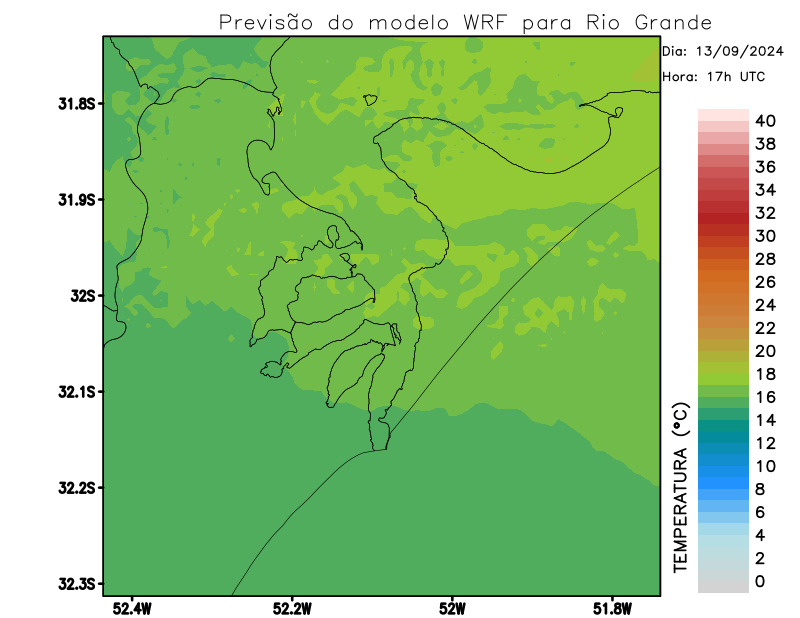 Previsão do modelo WRF para Rio Grande
Dia: 13/09/2024
Hora: 17h UTC
31.8S
31.9S
32S
32.1S
32.2S
32.3S
52.4W
52.2W
52W
51.8W
TEMPERATURA (°C)
40
38
36
34
32
30
28
26
24
22
20
18
16
14
12
10
8
6
4
2
0